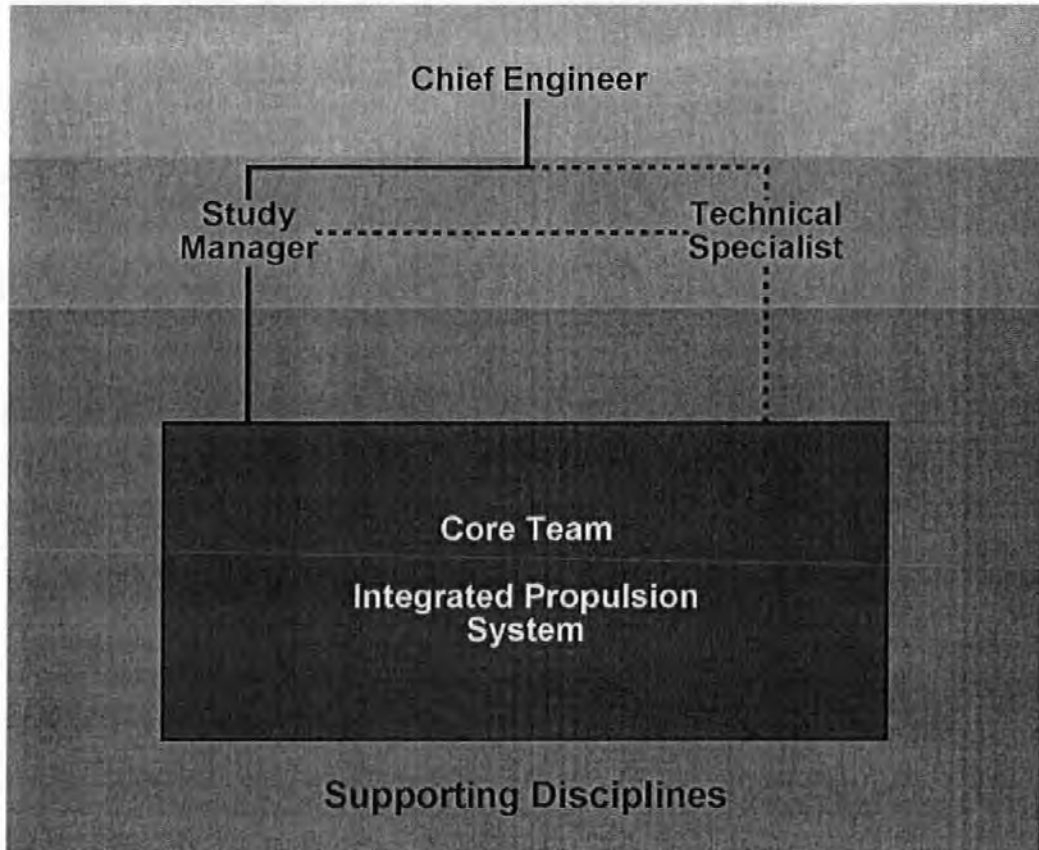 Chief Engineer
Study
Manager
Technical
Specialist
Core Team
Integrated Propulsion
System
Supporting Disciplines